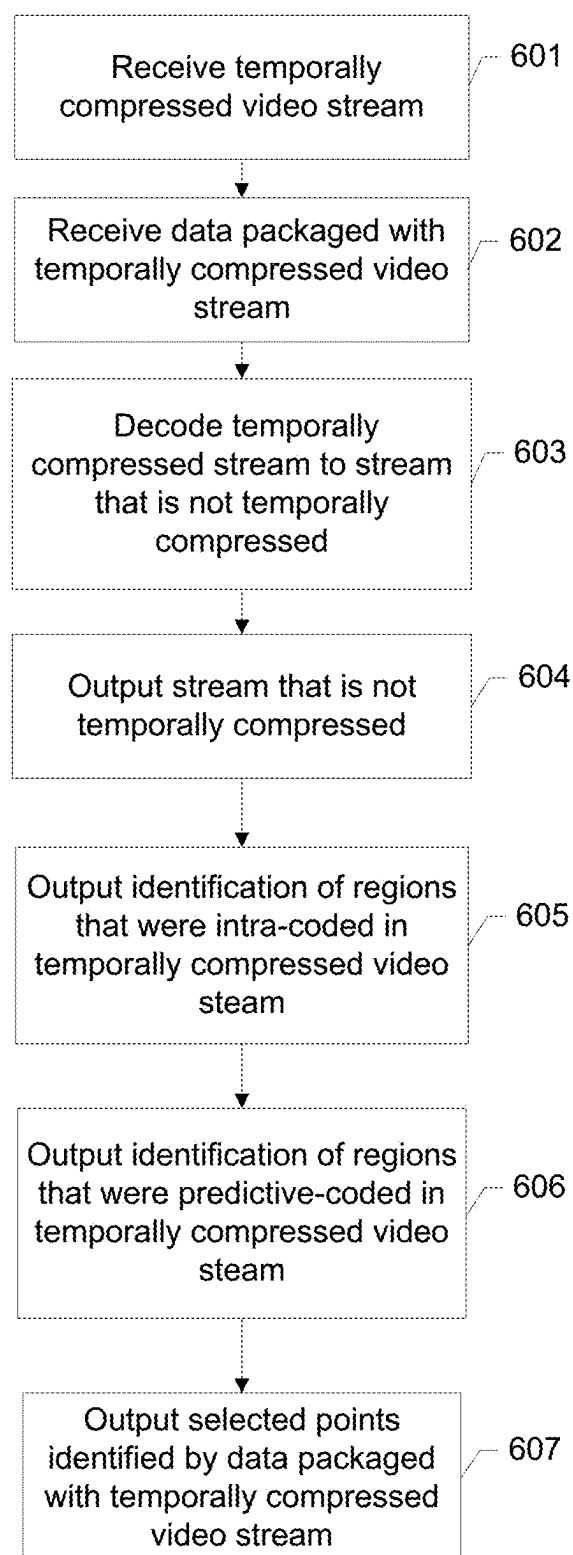 Receive temporally
compressed video stream
601
Receive data packaged with
temporally compressed video
stream
602
Decode temporally
compressed stream to stream
that is not temporally
compressed
603
Output stream that is not
temporally compressed
604
Output identification of regions
that were intra-coded in
temporally compressed video
steam
605
Output identification of regions
that were predictive-coded in
temporally compressed video
steam
606
Output selected points
identified by data packaged
with temporally compressed
video stream
607